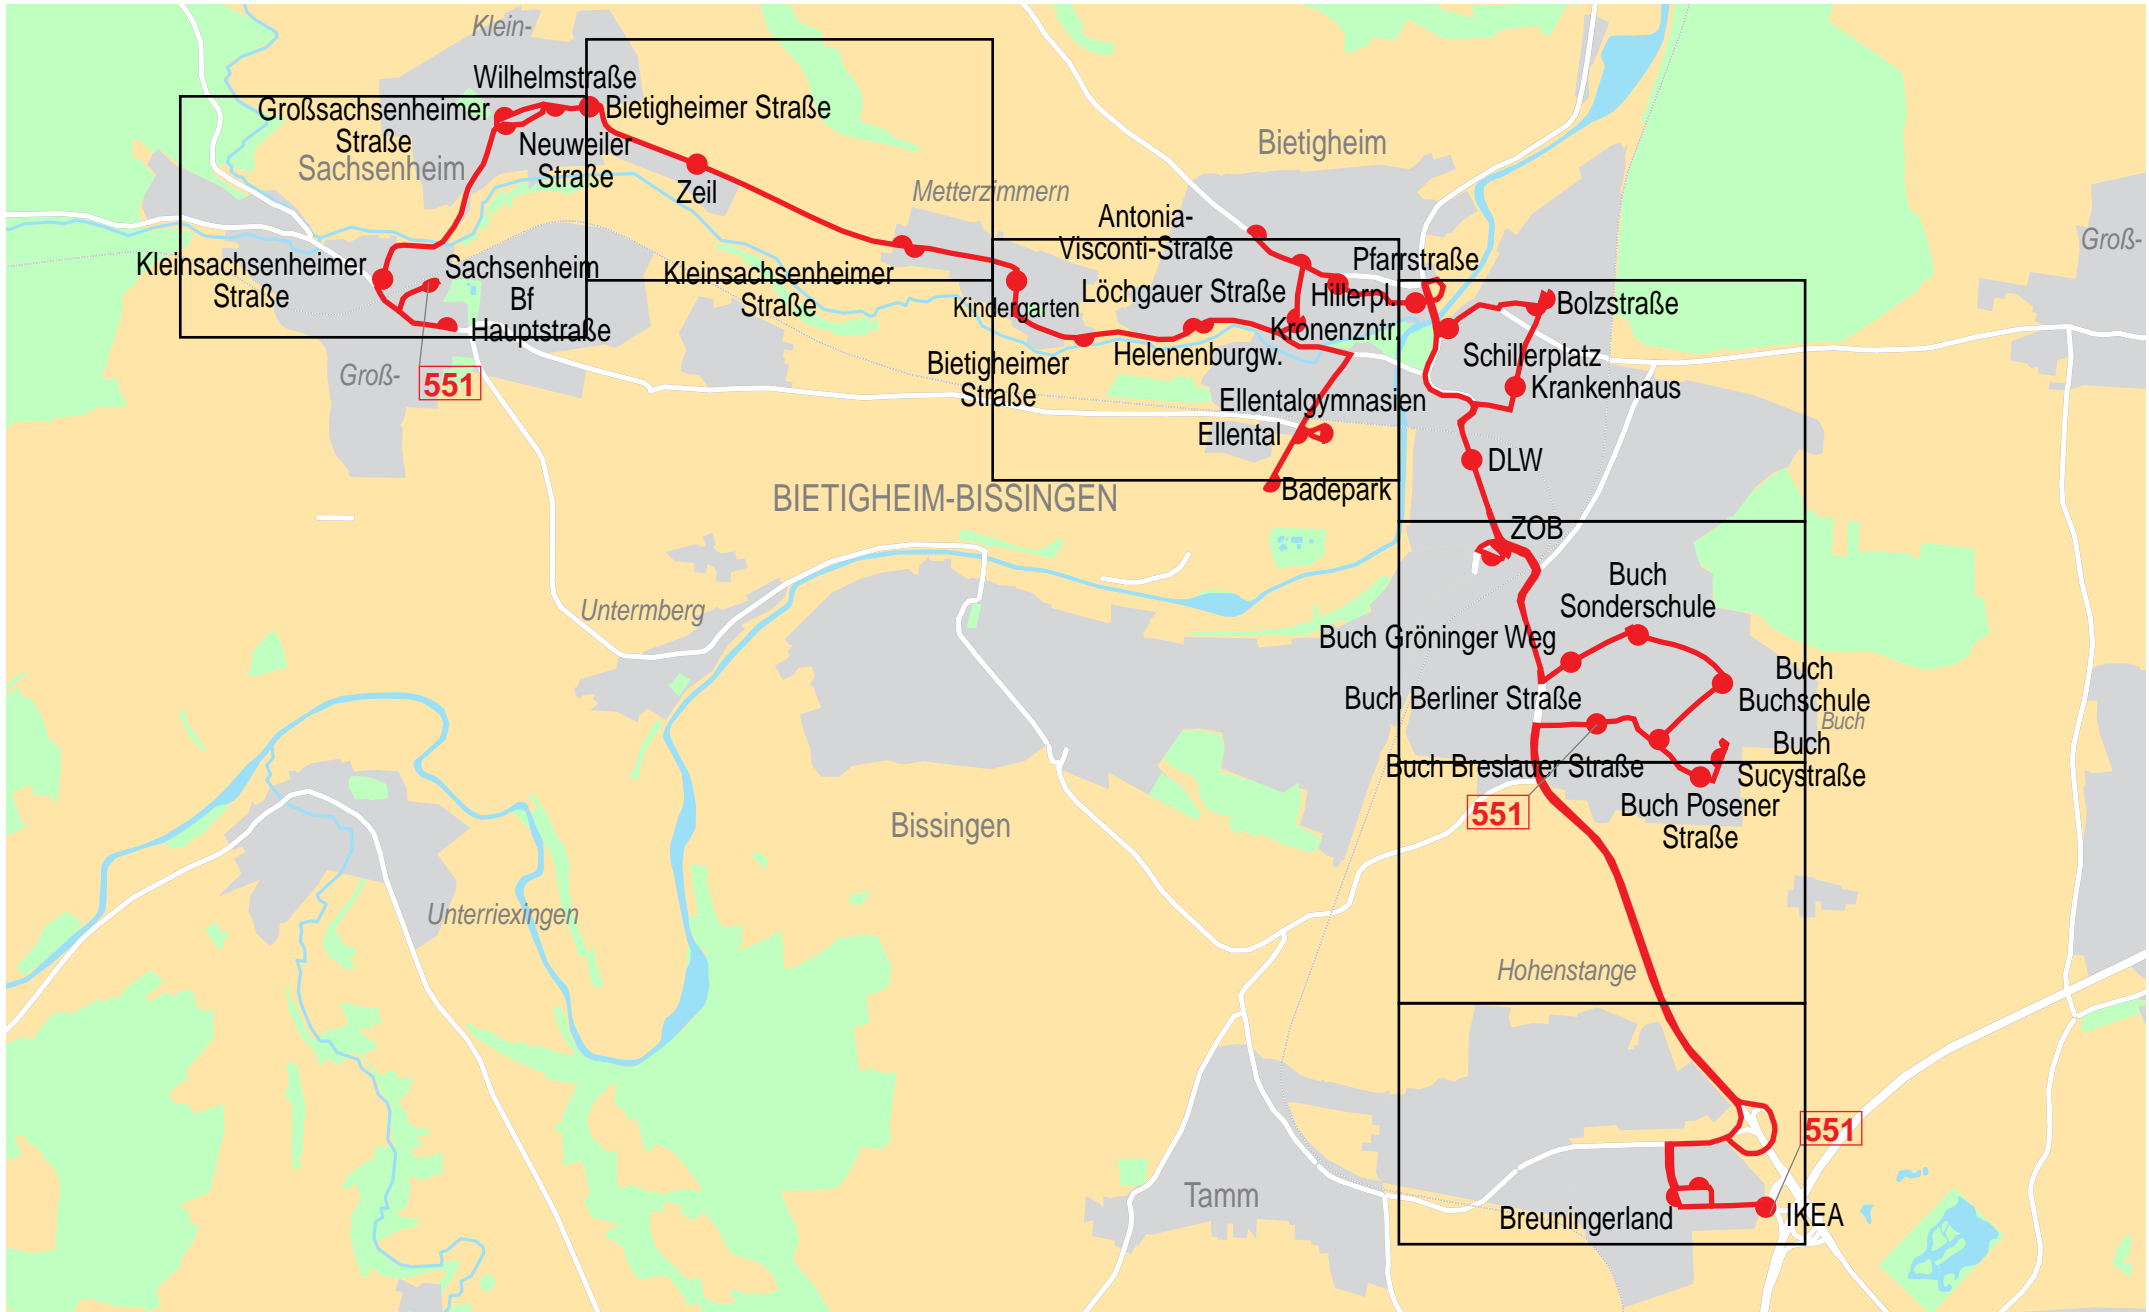 Klein-
Wilhelmstraße
Großsachsenheimer
Straße
Bietigheimer Straße
Sachsenheim
Neuweiler
Straße
Zeil
Metterzimmern
Bietigheim
Antonia-
Visconti-Straße
Groß-
Pfarrstraße
Kleinsachsenheimer
Straße
Sachsenheim
Bf
Hauptstraße
Kleinsachsenheimer
Straße
Kindergarten
Löchgauer Straße
Hillerpl.
Kronenzntr.
Bolzstraße
Schillerplatz
Helenenburgw.
Bietigheimer
Straße
Groß-
551
Krankenhaus
Ellentalgymnasien
Ellental
DLW
Badepark
BIETIGHEIM-BISSINGEN
ZOB
Untermberg
Buch
Sonderschule
Buch Gröninger Weg
Buch
Buchschule
Buch Berliner Straße
Buch
Buch
Sucystraße
Buch Breslauer Straße
551
Buch Posener
Straße
Bissingen
Unterriexingen
Hohenstange
551
Tamm
Breuningerland
IKEA